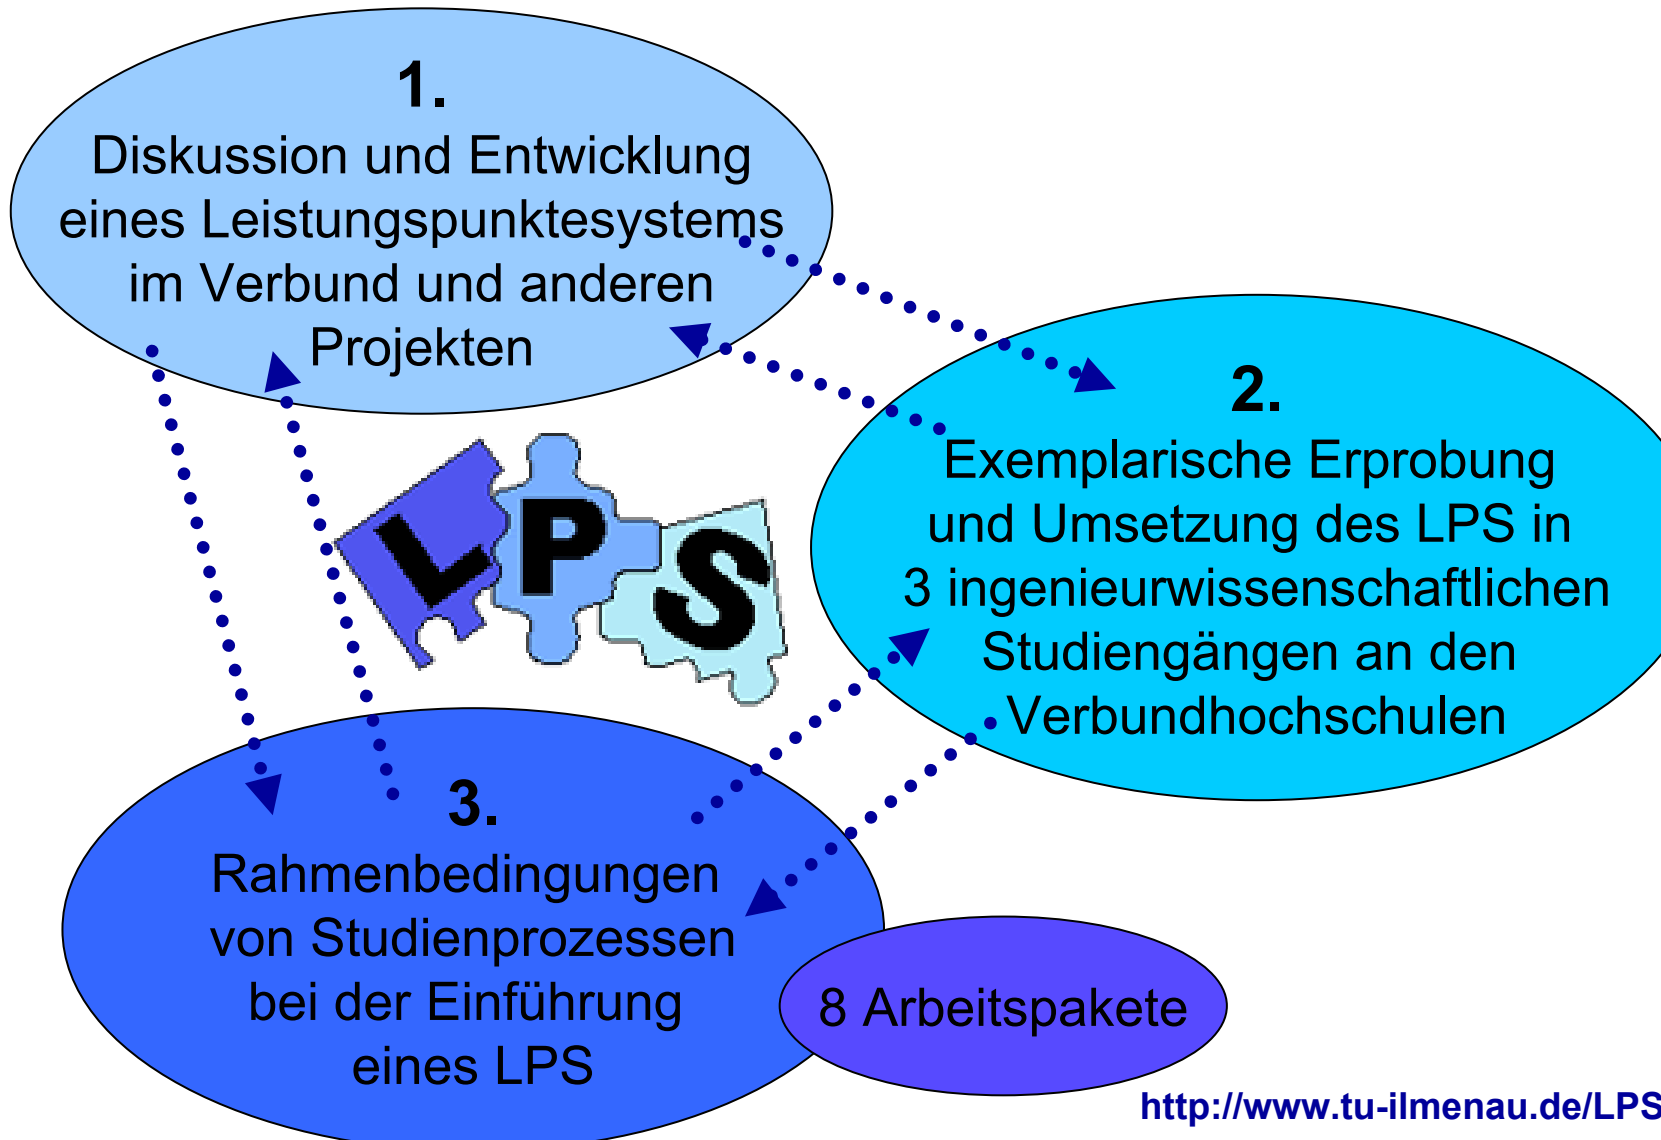 1.
Diskussion und Entwicklung
eines Leistungspunktesystems
im Verbund und anderen
Projekten
2.
Exemplarische Erprobung
und Umsetzung des LPS in
3 ingenieurwissenschaftlichen
Studiengängen an den
Verbundhochschulen
LPS
3.
Rahmenbedingungen
von Studienprozessen
bei der Einführung
eines LPS
8 Arbeitspakete
http://www.tu-ilmenau.de/LPS